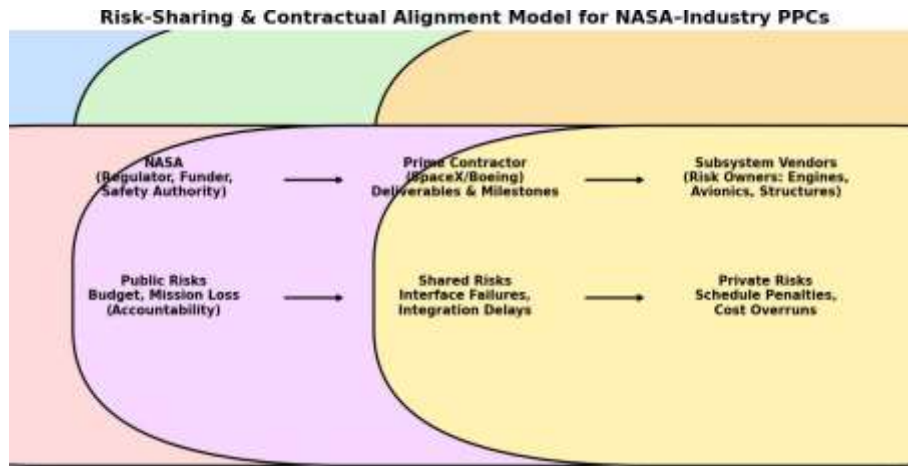 Risk-Sharing & Contractual Alignment Model for NASA–Industry PPCs
NASA
(Regulator, Funder,
Safety Authority)
Prime Contractor
(SpaceX/Boeing)
Deliverables & Milestones
Subsystem Vendors
(Risk Owners: Engines,
Avionics, Structures)
Public Risks
Budget, Mission Loss
(Accountability)
Shared Risks
Interface Failures,
Integration Delays
Private Risks
Schedule Penalties,
Cost Overruns